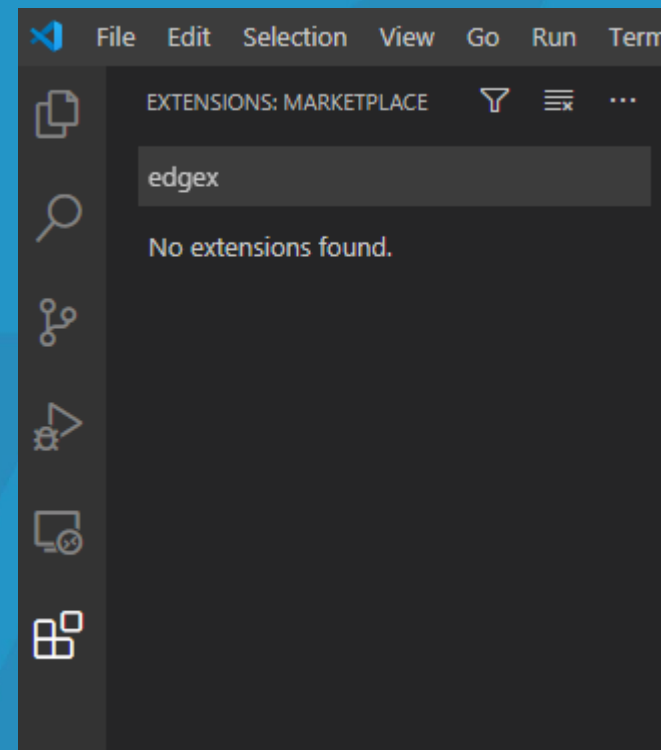 File Edit Selection View Go Run Term
EXTENSIONS: MARKETPLACE
edgex
No extensions found.